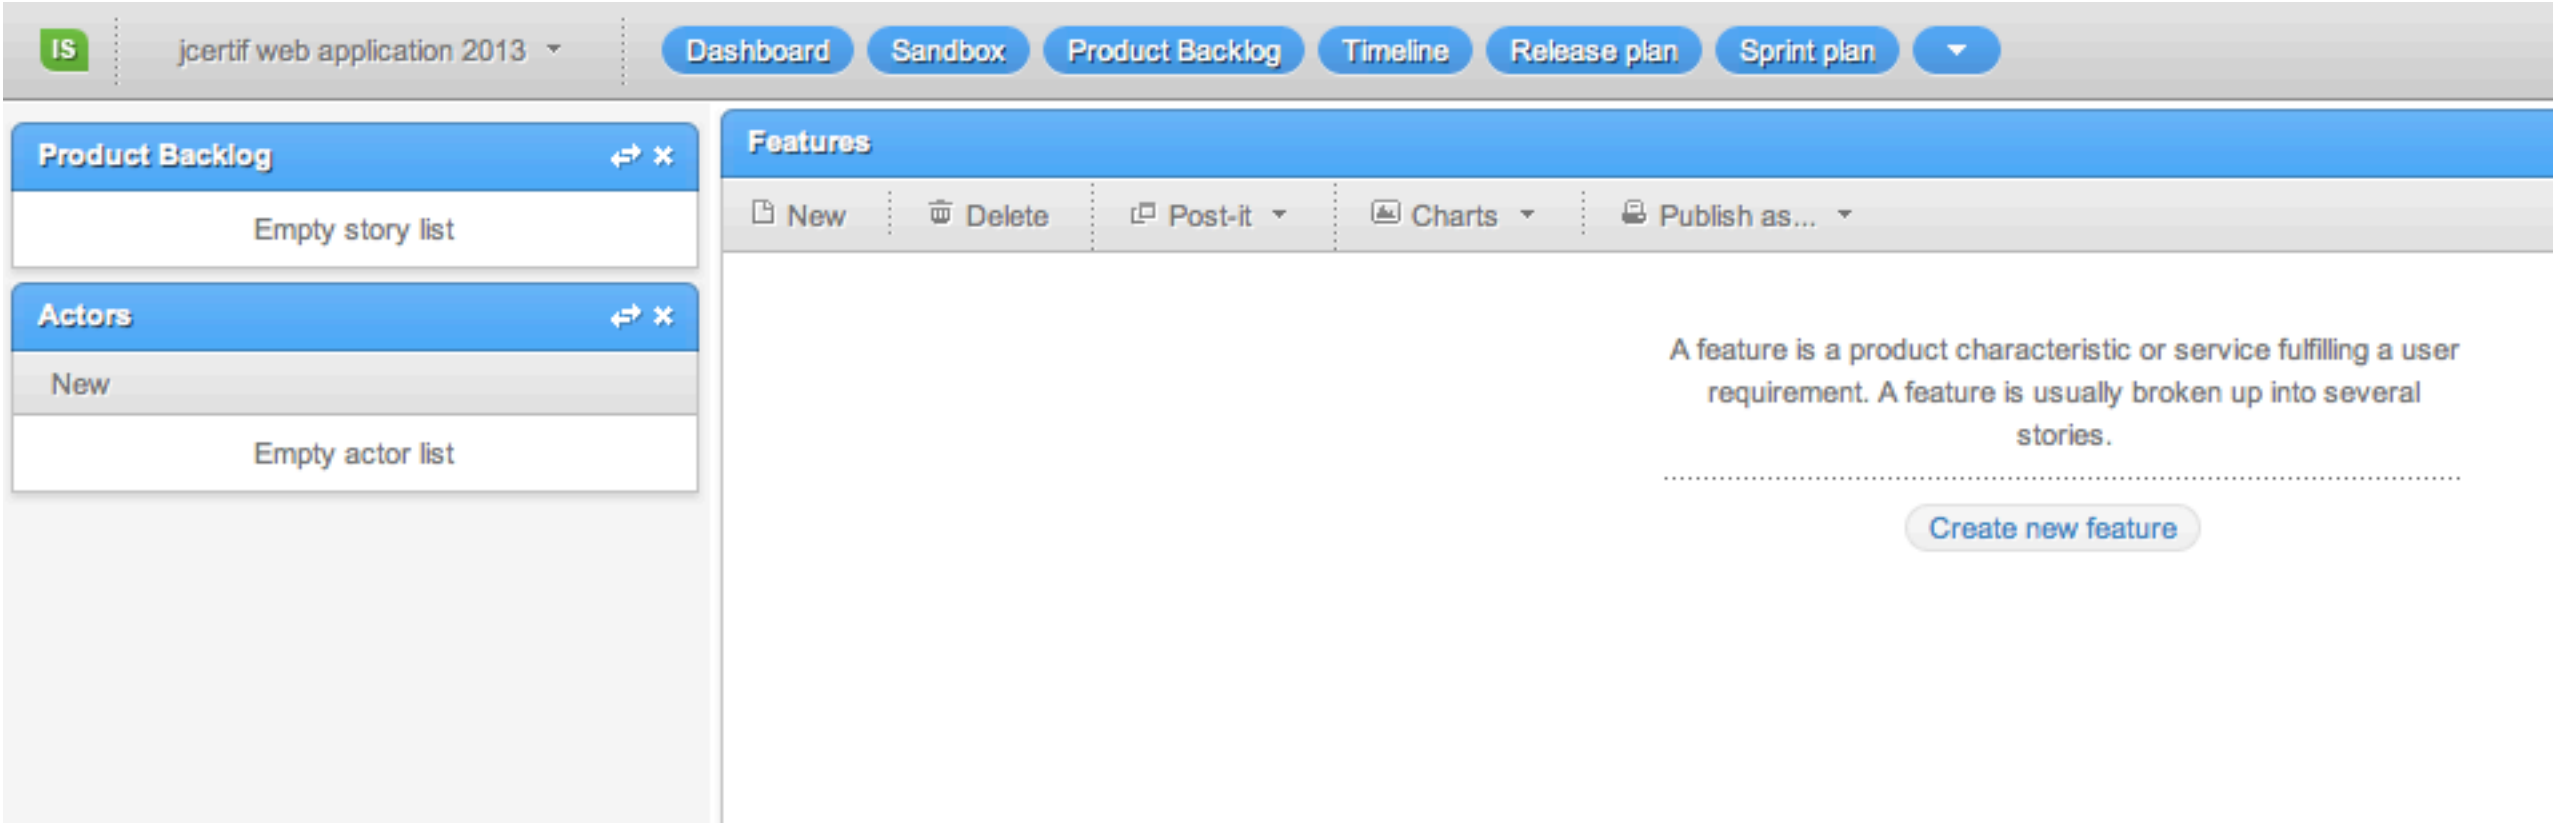 IS
jcertif web application 2013
Dashboard
Sandbox
Product Backlog
Timeline
Release plan
Sprint plan
Product Backlog
Empty story list
Actors
New
Empty actor list
Features
New
Delete
Post-it
Charts
Publish as...
A feature is a product characteristic or service fulfilling a user
requirement. A feature is usually broken up into several
stories.
Create new feature